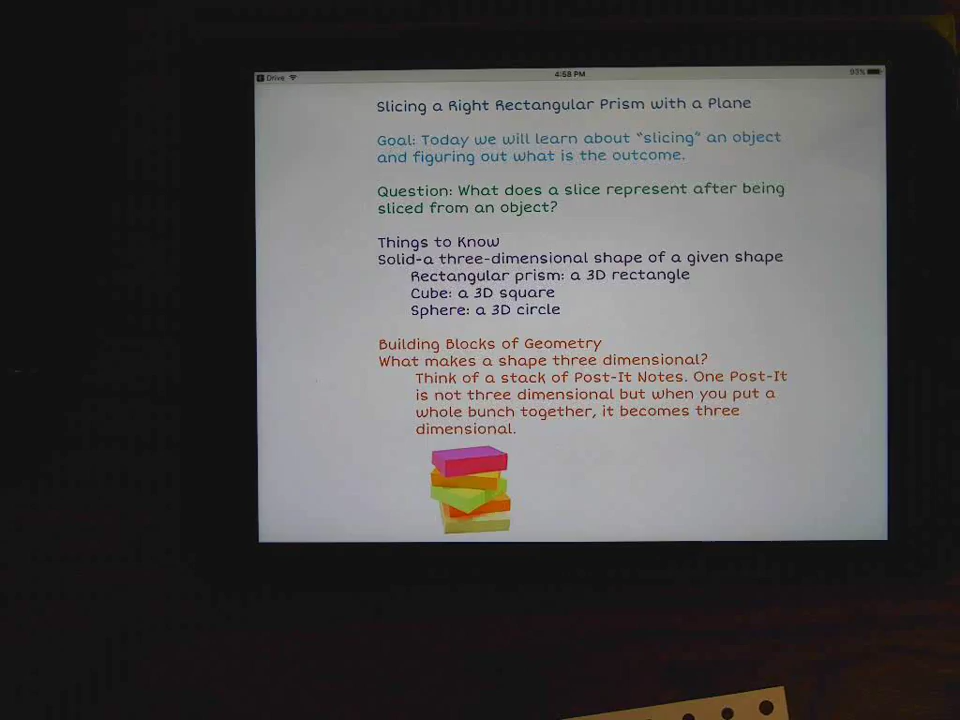 Drive
4:58 PM
93%
Slicing a Right Rectangular Prism with a Plane
Goal: Today we will learn about "slicing" an object
and figuring out what is the outcome.
Question: What does a slice represent after being
sliced from an object?
Things to Know
Solid-a three-dimensional shape of a given shape
Rectangular prism: a 3D rectangle
Cube: a 3D square
Sphere: a 3D circle
Building Blocks of Geometry
What makes a shape three dimensional?
Think of a stack of Post-It Notes. One Post-It
is not three dimensional but when you put a
whole bunch together, it becomes three
dimensional.